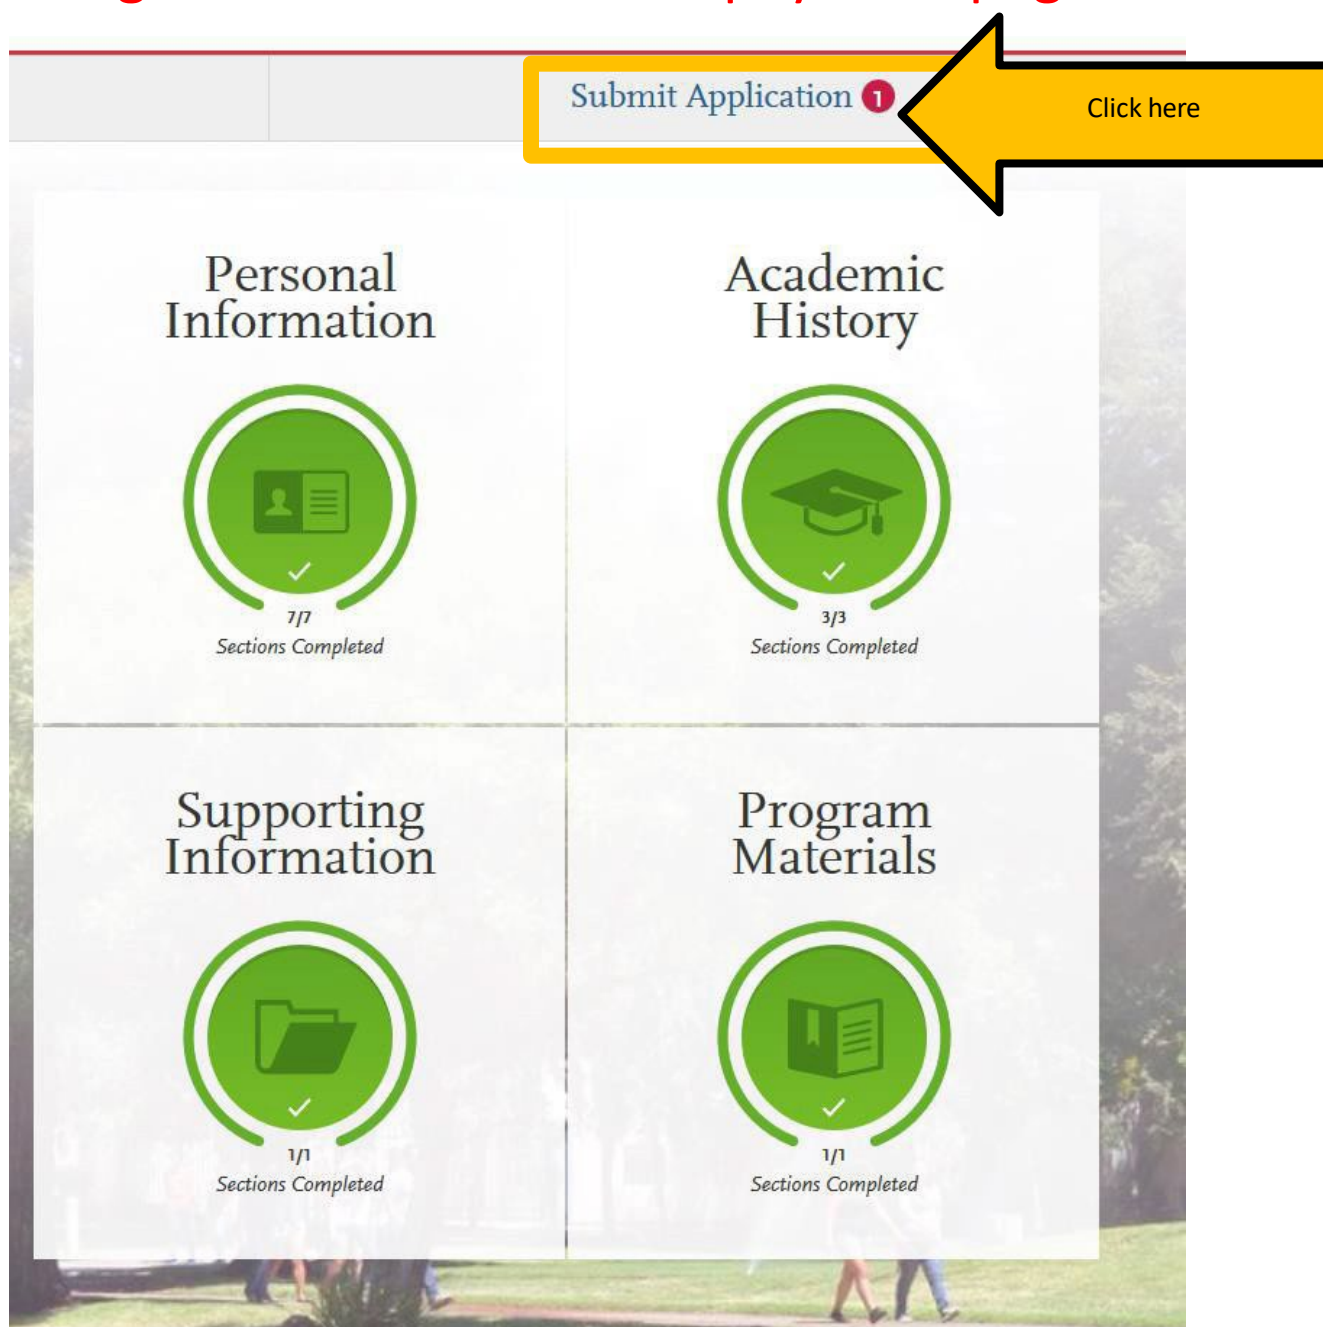 Submit Application 1
Click here
Personal
Information
7/7
Sections Completed
Academic
History
3/3
Sections Completed
Supporting
Information
1/1
Sections Completed
Program
Materials
1/1
Sections Completed